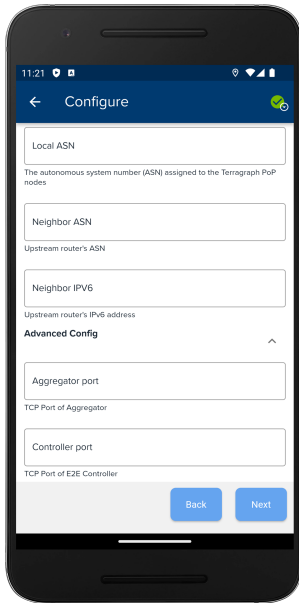 11:21
Configure
Local ASN
The autonomous system number (ASN) assigned to the Terragraph PoP
nodes
Neighbor ASN
Upstream router's ASN
Neighbor IPV6
Upstream router's IPv6 address
Advanced Config
Aggregator port
TCP Port of Aggregator
Controller port
TCP Port of E2E Controller
Back Next